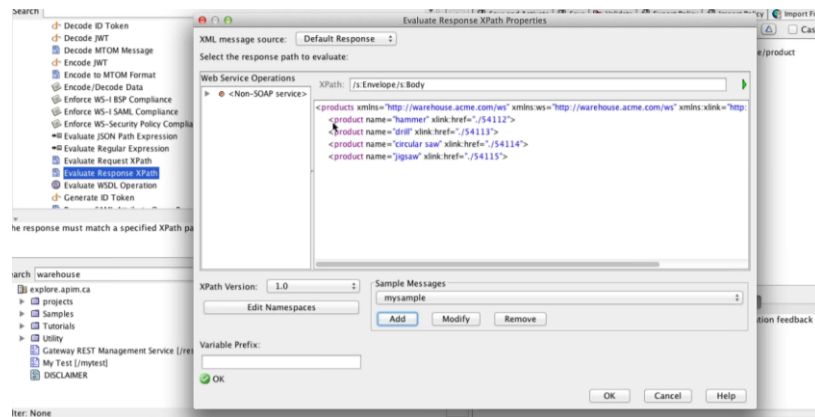 Search
Decode ID Token
Decode JWT
Decode MTOM Message
Encode JWT
Encode to MTOM Format
Encode/Decode Data
Enforce WS-I BSP Compliance
Enforce WS-I SAML Compliance
Enforce WS-Security Policy Complia
Evaluate JSON Path Expression
Evaluate Regular Expression
Evaluate Request XPath
Evaluate Response XPath
Evaluate WSDL Operation
Generate ID Token
he response must match a specified XPath pa
arch warehouse
explore.apim.ca
projects
Samples
Tutorials
Utility
Gateway REST Management Service [/res
My Test [/mytest]
DISCLAIMER
lter: None
Evaluate Response XPath Properties
XML message source: Default Response
Select the response path to evaluate:
Web Service Operations
<Non-SOAP service>
XPath: /s:Envelope/s:Body
<products xmlns="http://warehouse.acme.com/ws" xmlns:ws="http://warehouse.acme.com/ws" xmlns:xlink="http:
<product name="hammer" xlink:href="./54112">
<product name="drill" xlink:href="./54113">
<product name="circular saw" xlink:href="./54114">
<product name="jigsaw" xlink:href="./54115">
XPath Version: 1.0
Edit Namespaces
Sample Messages
mysample
Add Modify Remove
Variable Prefix:
OK
OK Cancel Help
Import Fr
Cas
e/product
tion feedback